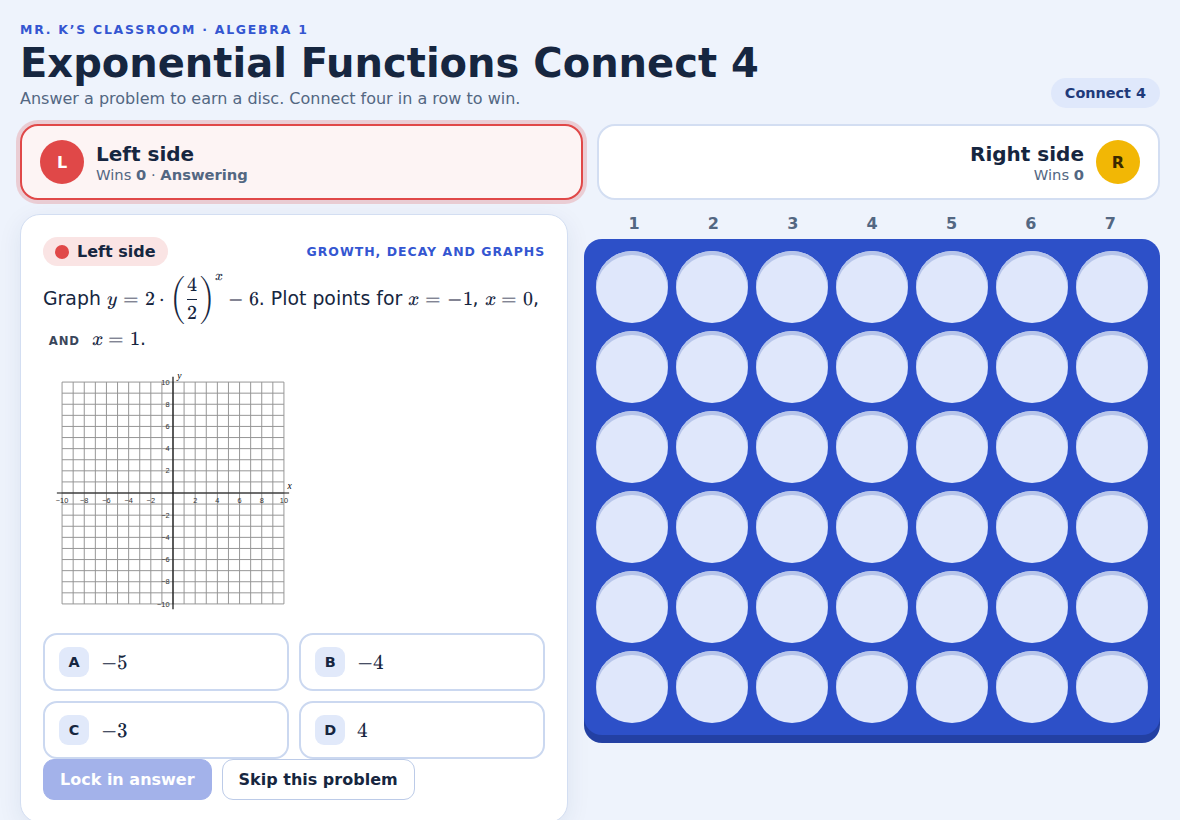 MR. K’S CLASSROOM · ALGEBRA 1
Exponential Functions Connect 4
Answer a problem to earn a disc. Connect four in a row to win.
Connect 4
L
Left side
Wins 0 · Answering
Right side
Wins 0
R
Left side
GROWTH, DECAY AND GRAPHS
Graph y = 2 · (4/2)^x − 6. Plot points for x = −1, x = 0,
AND x = 1.
y
10
8
6
4
2
−10 −8 −6 −4 −2 2 4 6 8 10
x
−2
−4
−6
−8
−10
A −5
B −4
C −3
D 4
Lock in answer
Skip this problem
1 2 3 4 5 6 7